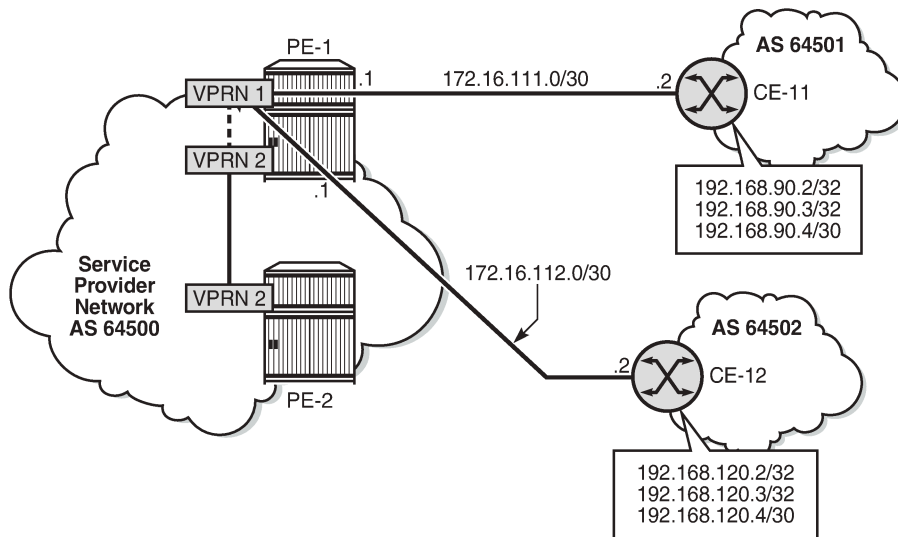 PE-1
AS 64501
VPRN 1
.1
172.16.111.0/30
.2
CE-11
VPRN 2
.1
192.168.90.2/32
192.168.90.3/32
192.168.90.4/30
172.16.112.0/30
Service
Provider
Network
AS 64500
VPRN 2
PE-2
AS 64502
.2
CE-12
192.168.120.2/32
192.168.120.3/32
192.168.120.4/30